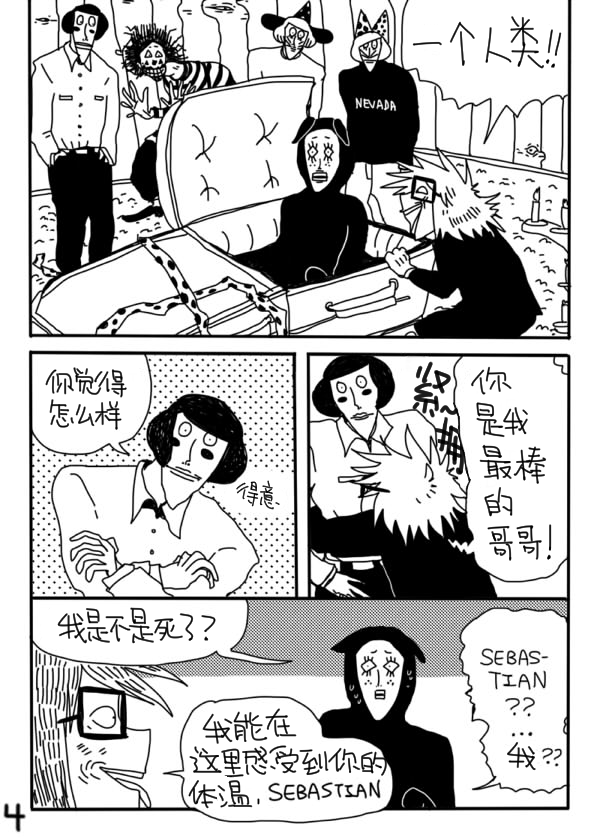 一个人类!!
NEVADA
你觉得
怎么样
得意
紧~抱
你
是我
最棒
的
哥哥!
我是不是死了?
SEBAS-
TIAN
??
...
我??
我能在
这里感受到你的
体温, SEBASTIAN
4